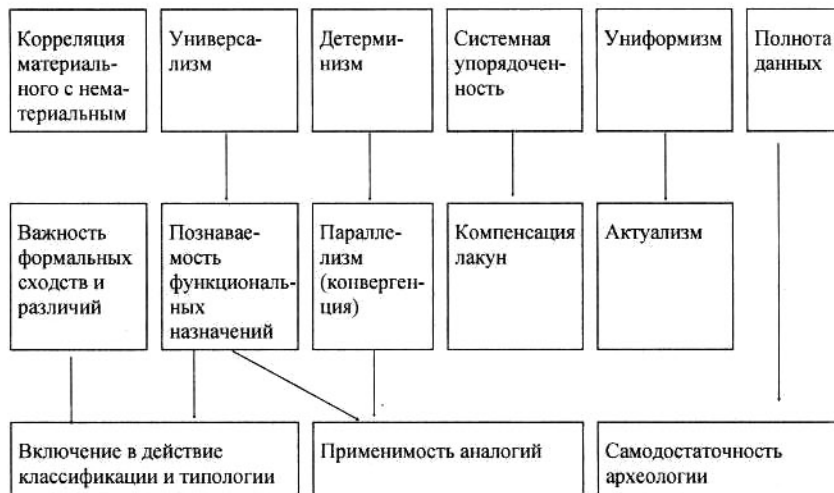 Корреляция
материаль-
ного с нема-
териальным
Универса-
лизм
Детерми-
низм
Системная
упорядочен-
ность
Униформизм
Полнота
данных
Важность
формальных
сходств и
различий
Познавае-
мость
функциональ-
ных
назначений
Паралле-
лизм
(конверген-
ция)
Компенсация
лакун
Актуализм
Включение в действие
классификации и типологии
Применимость аналогий
Самодостаточность
археологии